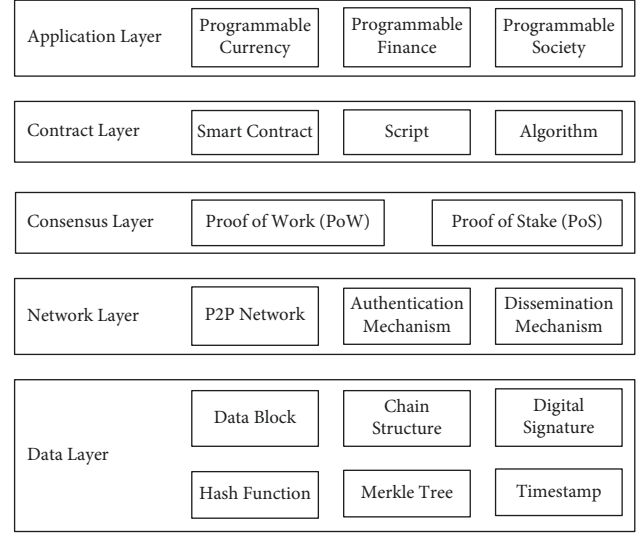 Application Layer
Programmable
Currency
Programmable
Finance
Programmable
Society
Contract Layer
Smart Contract
Script
Algorithm
Consensus Layer
Proof of Work (PoW)
Proof of Stake (PoS)
Network Layer
P2P Network
Authentication
Mechanism
Dissemination
Mechanism
Data Layer
Data Block
Chain
Structure
Digital
Signature
Hash Function
Merkle Tree
Timestamp